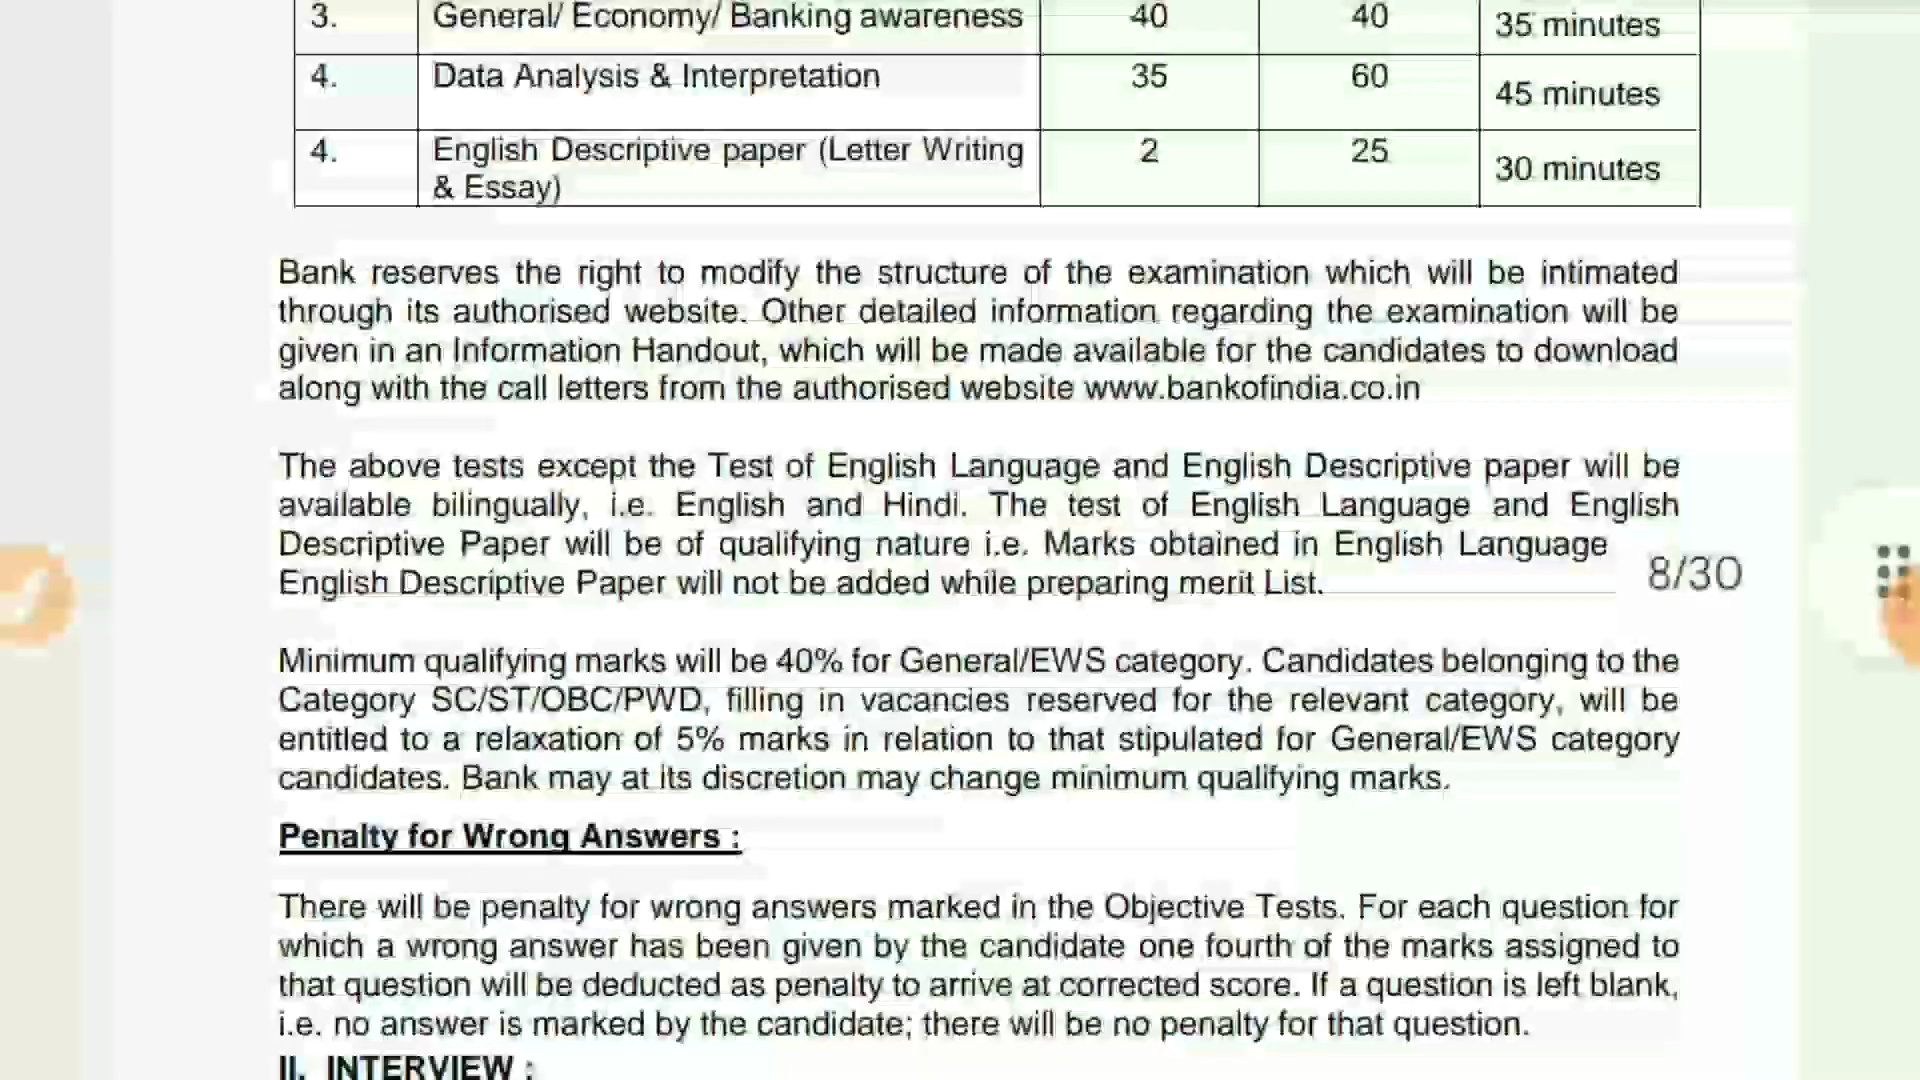 3. General/ Economy/ Banking awareness 40 40 35 minutes
4. Data Analysis & Interpretation 35 60 45 minutes
4. English Descriptive paper (Letter Writing & Essay) 2 25 30 minutes
Bank reserves the right to modify the structure of the examination which will be intimated
through its authorised website. Other detailed information regarding the examination will be
given in an Information Handout, which will be made available for the candidates to download
along with the call letters from the authorised website www.bankofindia.co.in
The above tests except the Test of English Language and English Descriptive paper will be
available bilingually, i.e. English and Hindi. The test of English Language and English
Descriptive Paper will be of qualifying nature i.e. Marks obtained in English Language
English Descriptive Paper will not be added while preparing merit List.
8/30
Minimum qualifying marks will be 40% for General/EWS category. Candidates belonging to the
Category SC/ST/OBC/PWD, filling in vacancies reserved for the relevant category, will be
entitled to a relaxation of 5% marks in relation to that stipulated for General/EWS category
candidates. Bank may at its discretion may change minimum qualifying marks.
Penalty for Wrong Answers :
There will be penalty for wrong answers marked in the Objective Tests. For each question for
which a wrong answer has been given by the candidate one fourth of the marks assigned to
that question will be deducted as penalty to arrive at corrected score. If a question is left blank,
i.e. no answer is marked by the candidate; there will be no penalty for that question.
II. INTERVIEW :